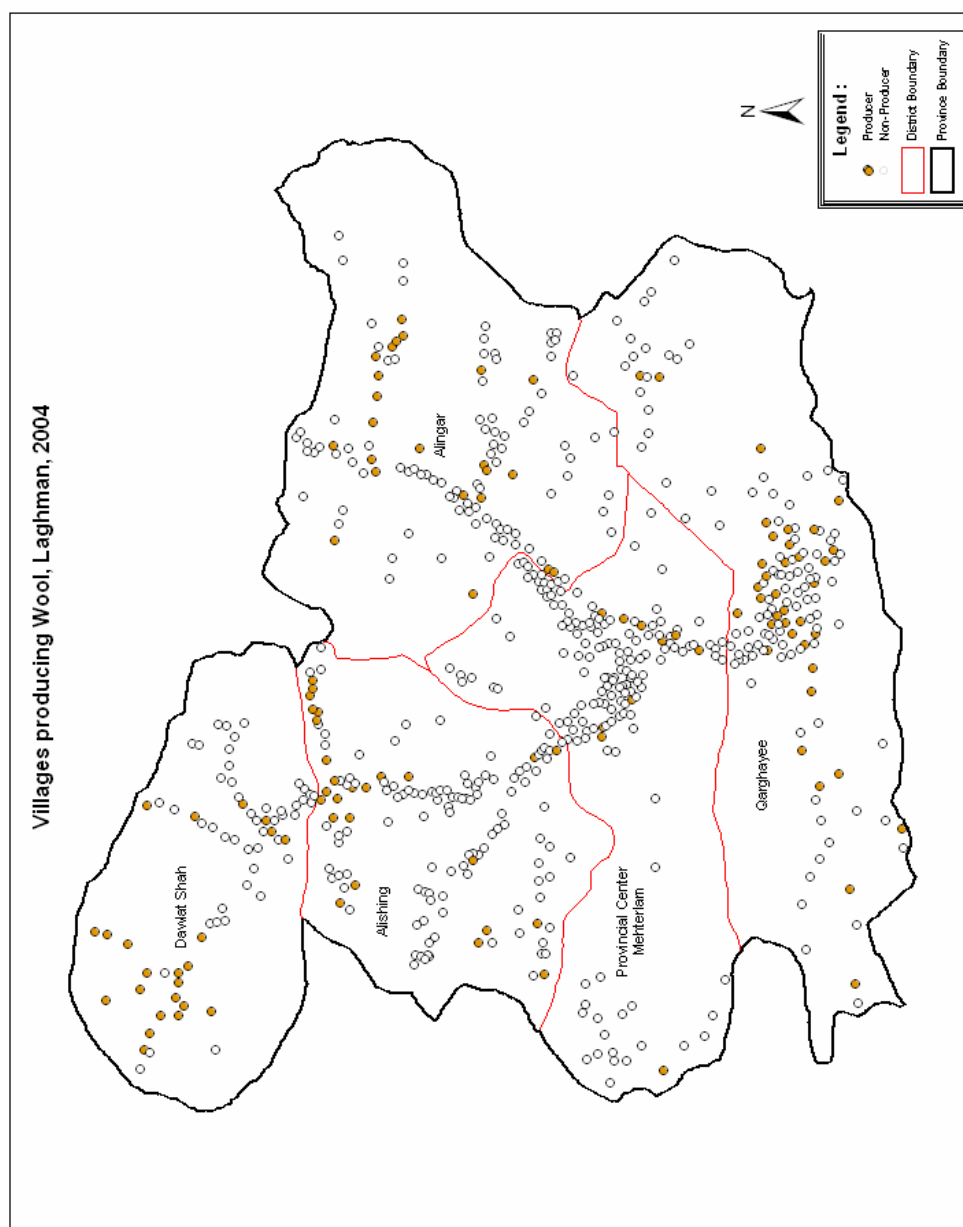 Villages producing Wool, Laghman, 2004
N
Dawlat Shah
Alingar
Alishing
Provincial Center
Mehterlam
Qarghayee
Legend :
Producer
Non-Producer
District Boundary
Province Boundary